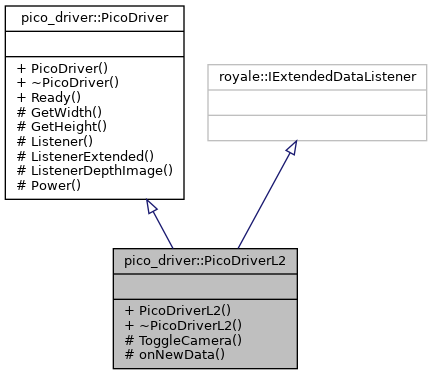 pico_driver::PicoDriver
+ PicoDriver()
+ ~PicoDriver()
+ Ready()
# GetWidth()
# GetHeight()
# Listener()
# ListenerExtended()
# ListenerDepthImage()
# Power()
royale::IExtendedDataListener
pico_driver::PicoDriverL2
+ PicoDriverL2()
+ ~PicoDriverL2()
# ToggleCamera()
# onNewData()